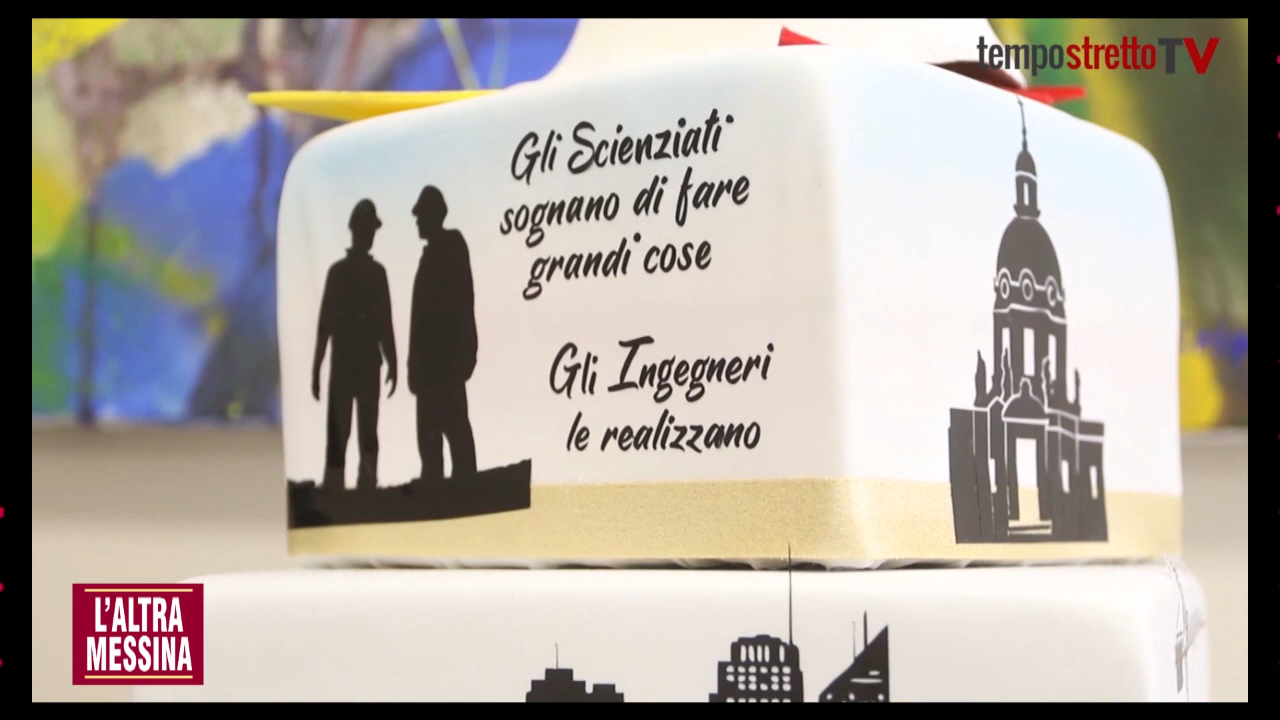 tempostrettoTV
Gli Scienziati
sognano di fare
grandi cose
Gli Ingegneri
le realizzano
L'ALTRA
MESSINA